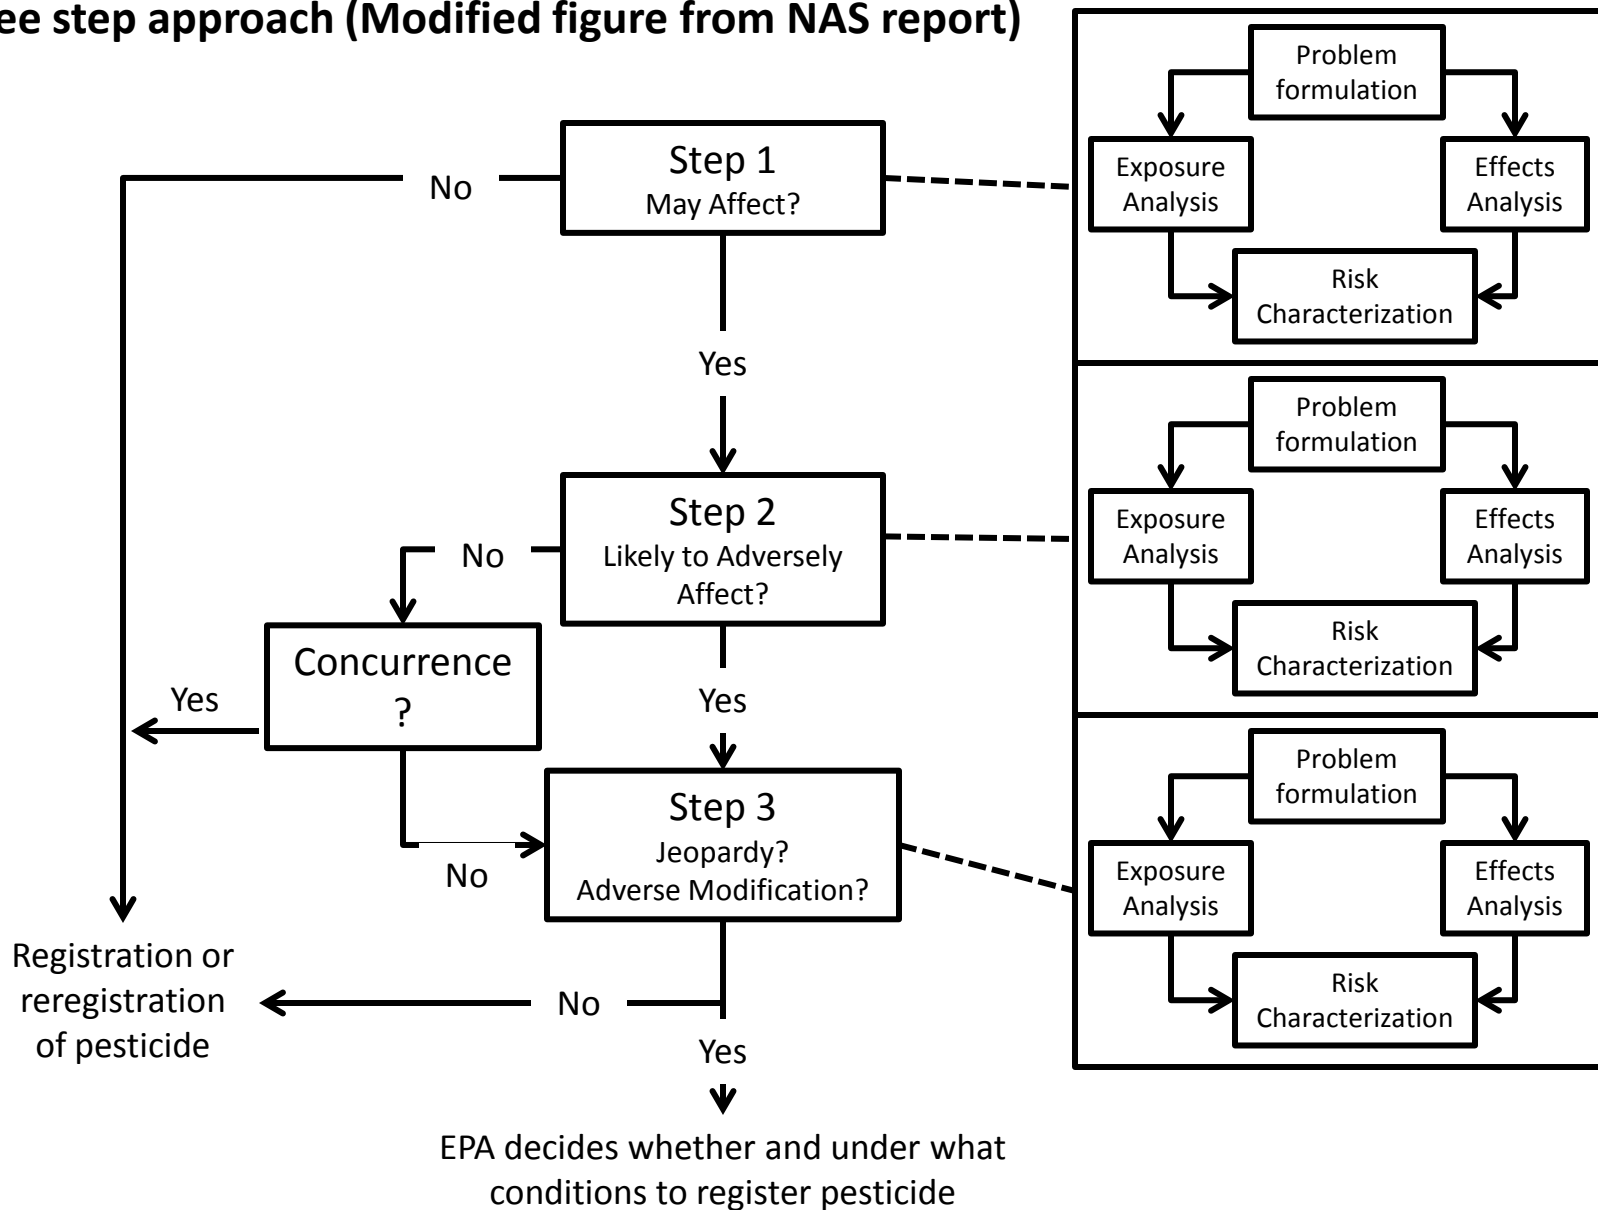 ee step approach (Modified figure from NAS report)
Step 1
May Affect?
No
Yes
Step 2
Likely to Adversely
Affect?
No
Concurrence
?
Yes
Yes
No
Step 3
Jeopardy?
Adverse Modification?
No
Yes
Registration or
reregistration
of pesticide
EPA decides whether and under what
conditions to register pesticide
Problem
formulation
Exposure
Analysis
Effects
Analysis
Risk
Characterization
Problem
formulation
Exposure
Analysis
Effects
Analysis
Risk
Characterization
Problem
formulation
Exposure
Analysis
Effects
Analysis
Risk
Characterization